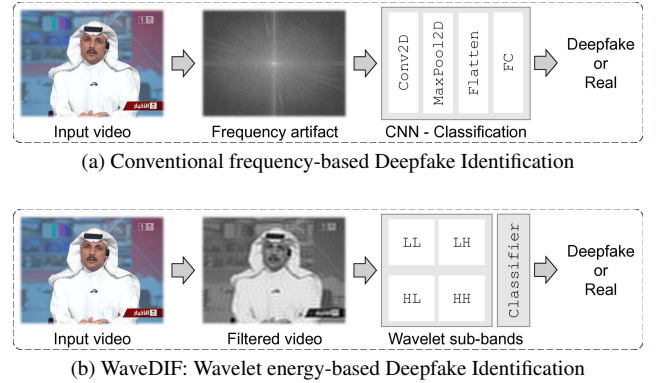 الأخبار
Conv2D
MaxPool2D
Flatten
FC
Deepfake
or
Real
Input video
Frequency artifact
CNN - Classification
(a) Conventional frequency-based Deepfake Identification
الأخبار
LL
LH
HL
HH
Classifier
Deepfake
or
Real
Input video
Filtered video
Wavelet sub-bands
(b) WaveDIF: Wavelet energy-based Deepfake Identification